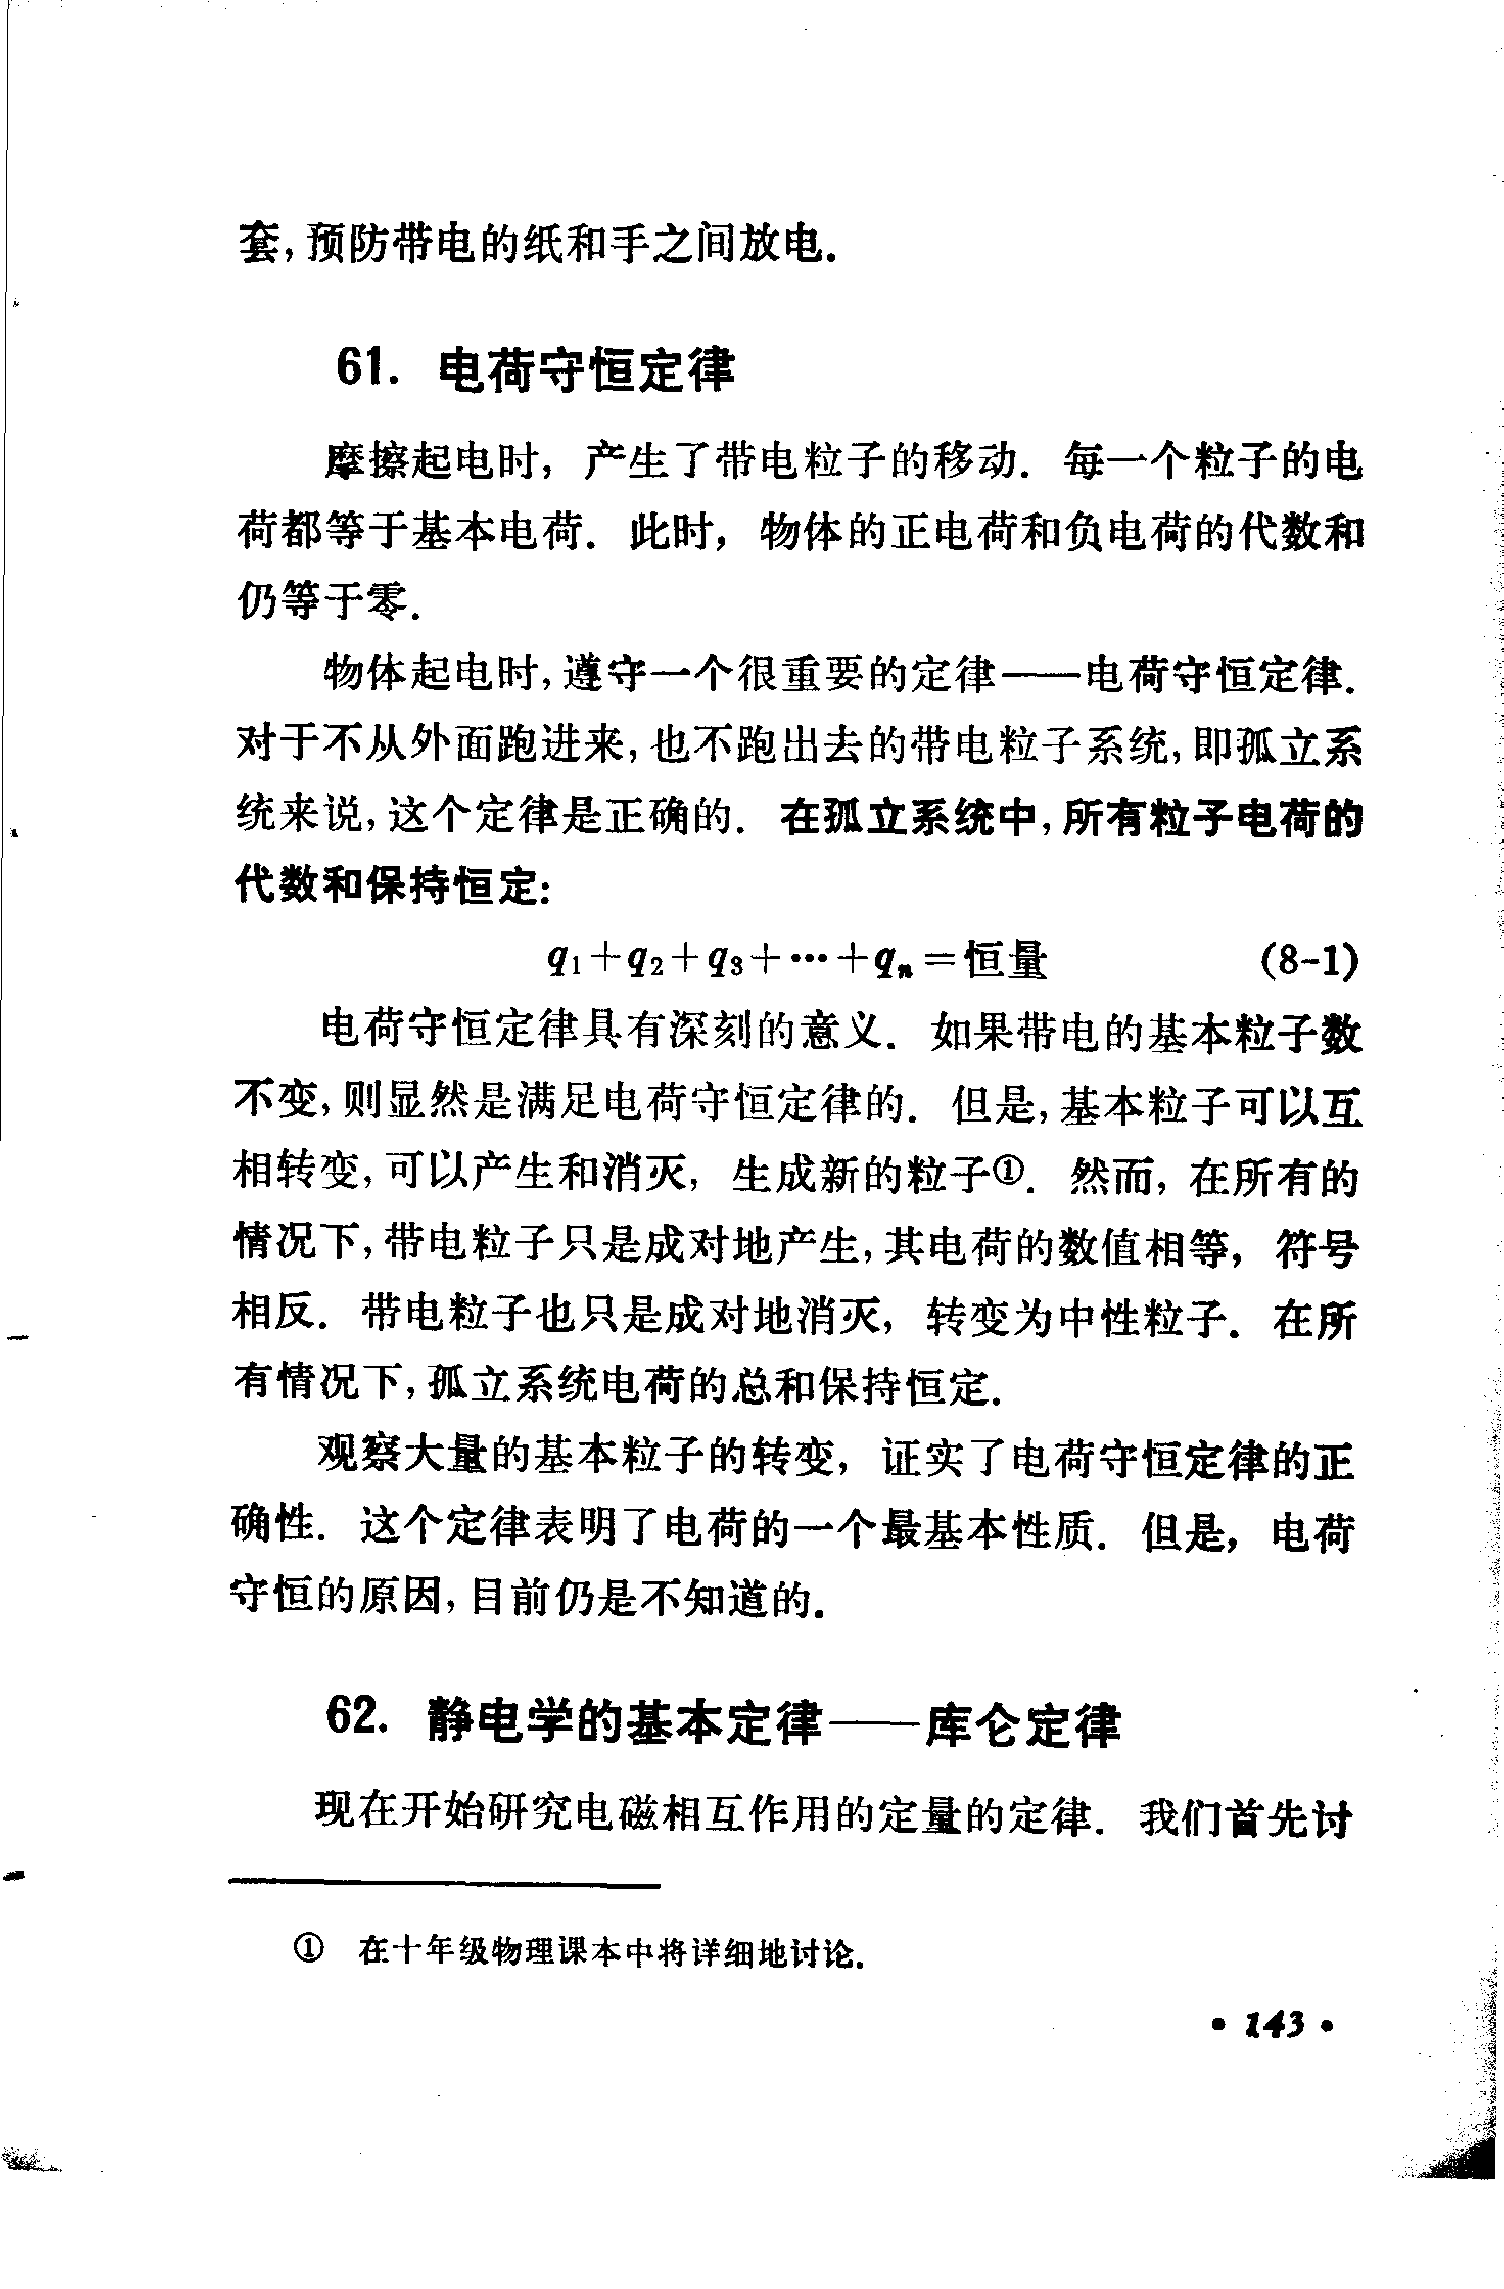 套,预防带电的纸和手之间放电.
61. 电荷守恒定律
摩擦起电时, 产生了带电粒子的移动. 每一个粒子的电
荷都等于基本电荷. 此时, 物体的正电荷和负电荷的代数和
仍等于零.
物体起电时,遵守一个很重要的定律——电荷守恒定律.
对于不从外面跑进来,也不跑出去的带电粒子系统,即孤立系
统来说,这个定律是正确的. 在孤立系统中,所有粒子电荷的
代数和保持恒定:
q₁+q₂+q₃+…+qₙ=恒量 (8-1)
电荷守恒定律具有深刻的意义. 如果带电的基本粒子数
不变,则显然是满足电荷守恒定律的. 但是,基本粒子可以互
相转变,可以产生和消灭, 生成新的粒子①. 然而, 在所有的
情况下,带电粒子只是成对地产生,其电荷的数值相等, 符号
相反. 带电粒子也只是成对地消灭, 转变为中性粒子. 在所
有情况下,孤立系统电荷的总和保持恒定.
观察大量的基本粒子的转变, 证实了电荷守恒定律的正
确性. 这个定律表明了电荷的一个最基本性质. 但是, 电荷
守恒的原因,目前仍是不知道的.
62. 静电学的基本定律——库仑定律
现在开始研究电磁相互作用的定量的定律. 我们首先讨
① 在十年级物理课本中将详细地讨论.
• 143 •